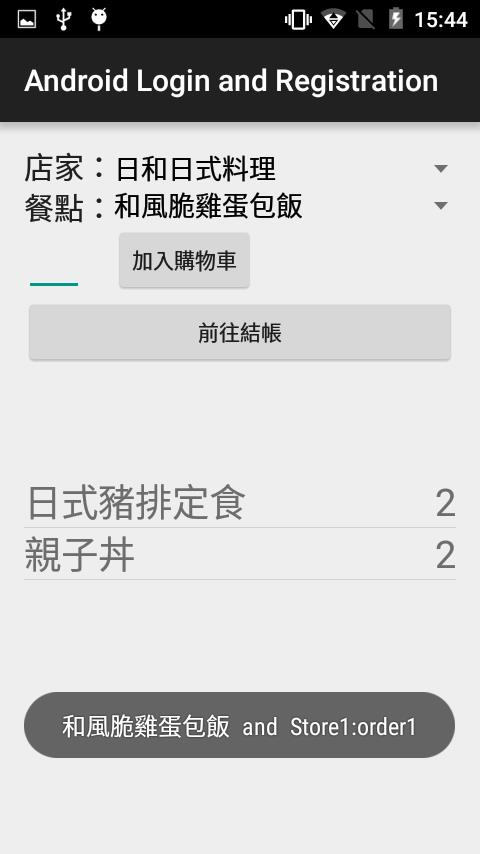 15:44
Android Login and Registration
店家：日和日式料理
餐點：和風脆雞蛋包飯
加入購物車
前往結帳
日式豬排定食 2
親子丼 2
和風脆雞蛋包飯 and Store1:order1